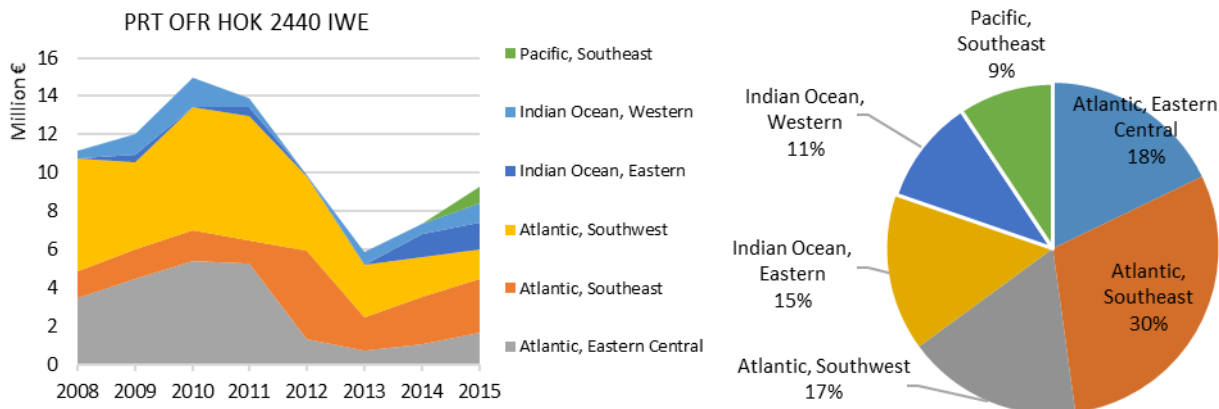 PRT OFR HOK 2440 IWE
Million €
16
14
12
10
8
6
4
2
0
2008 2009 2010 2011 2012 2013 2014 2015
Pacific, Southeast
Indian Ocean, Western
Indian Ocean, Eastern
Atlantic, Southwest
Atlantic, Southeast
Atlantic, Eastern Central
Pacific,
Southeast
9%
Atlantic, Eastern
Central
18%
Atlantic,
Southeast
30%
Atlantic, Southwest
17%
Indian Ocean,
Eastern
15%
Indian Ocean,
Western
11%